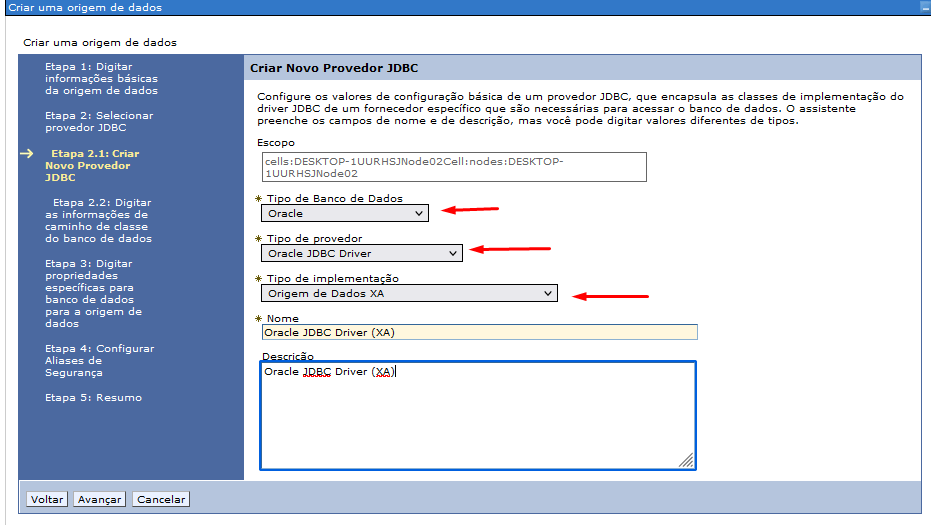 Criar uma origem de dados
Criar uma origem de dados
Etapa 1: Digitar
informações básicas
da origem de dados
Etapa 2: Selecionar
provedor JDBC
Etapa 2.1: Criar
Novo Provedor
JDBC
Etapa 2.2: Digitar
as informações de
caminho de classe
do banco de dados
Etapa 3: Digitar
propriedades
específicas para
banco de dados
para a origem de
dados
Etapa 4: Configurar
Aliases de
Segurança
Etapa 5: Resumo
Criar Novo Provedor JDBC
Configure os valores de configuração básica de um provedor JDBC, que encapsula as classes de implementação do
driver JDBC de um fornecedor específico que são necessárias para acessar o banco de dados. O assistente
preenche os campos de nome e de descrição, mas você pode digitar valores diferentes de tipos.
Escopo
cells:DESKTOP-1UURHSJNode02Cell:nodes:DESKTOP-
1UURHSJNode02
* Tipo de Banco de Dados
Oracle
* Tipo de provedor
Oracle JDBC Driver
* Tipo de implementação
Origem de Dados XA
* Nome
Oracle JDBC Driver (XA)
Descrição
Oracle JDBC Driver (XA)
Voltar Avançar Cancelar